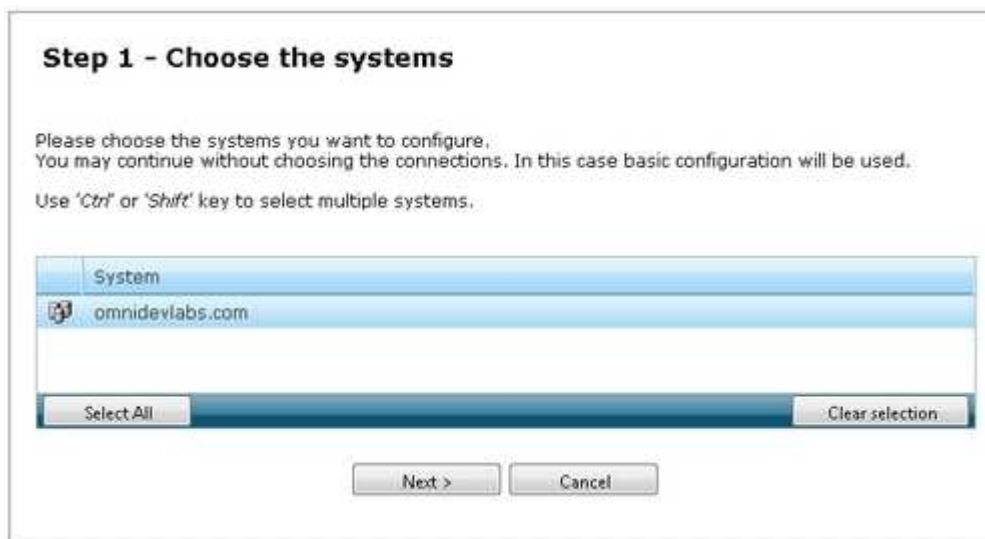 Step 1 - Choose the systems
Please choose the systems you want to configure.
You may continue without choosing the connections. In this case basic configuration will be used.
Use 'Ctrl' or 'Shift' key to select multiple systems.
System
omnidevlabs.com
Select All Clear selection
Next > Cancel